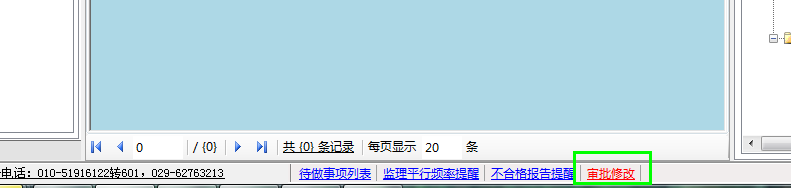 0 / {0} 共 {0} 条记录 每页显示 20 条
电话：010-51916122转601，029-62763213 待做事项列表 监理平行频率提醒 不合格报告提醒 审批修改